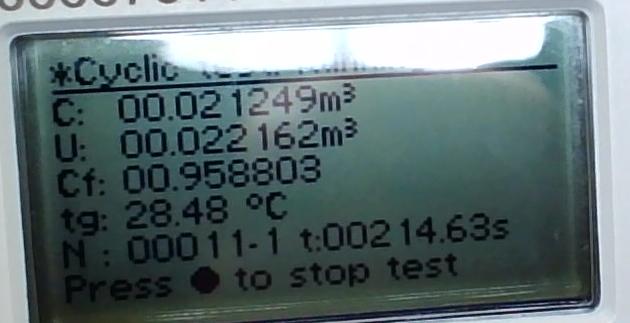 *Cyclic
C: 00.021249m³
U: 00.022162m³
Cf: 00.958803
tg: 28.48 °C
N : 00011-1 t:00214.63s
Press ● to stop test